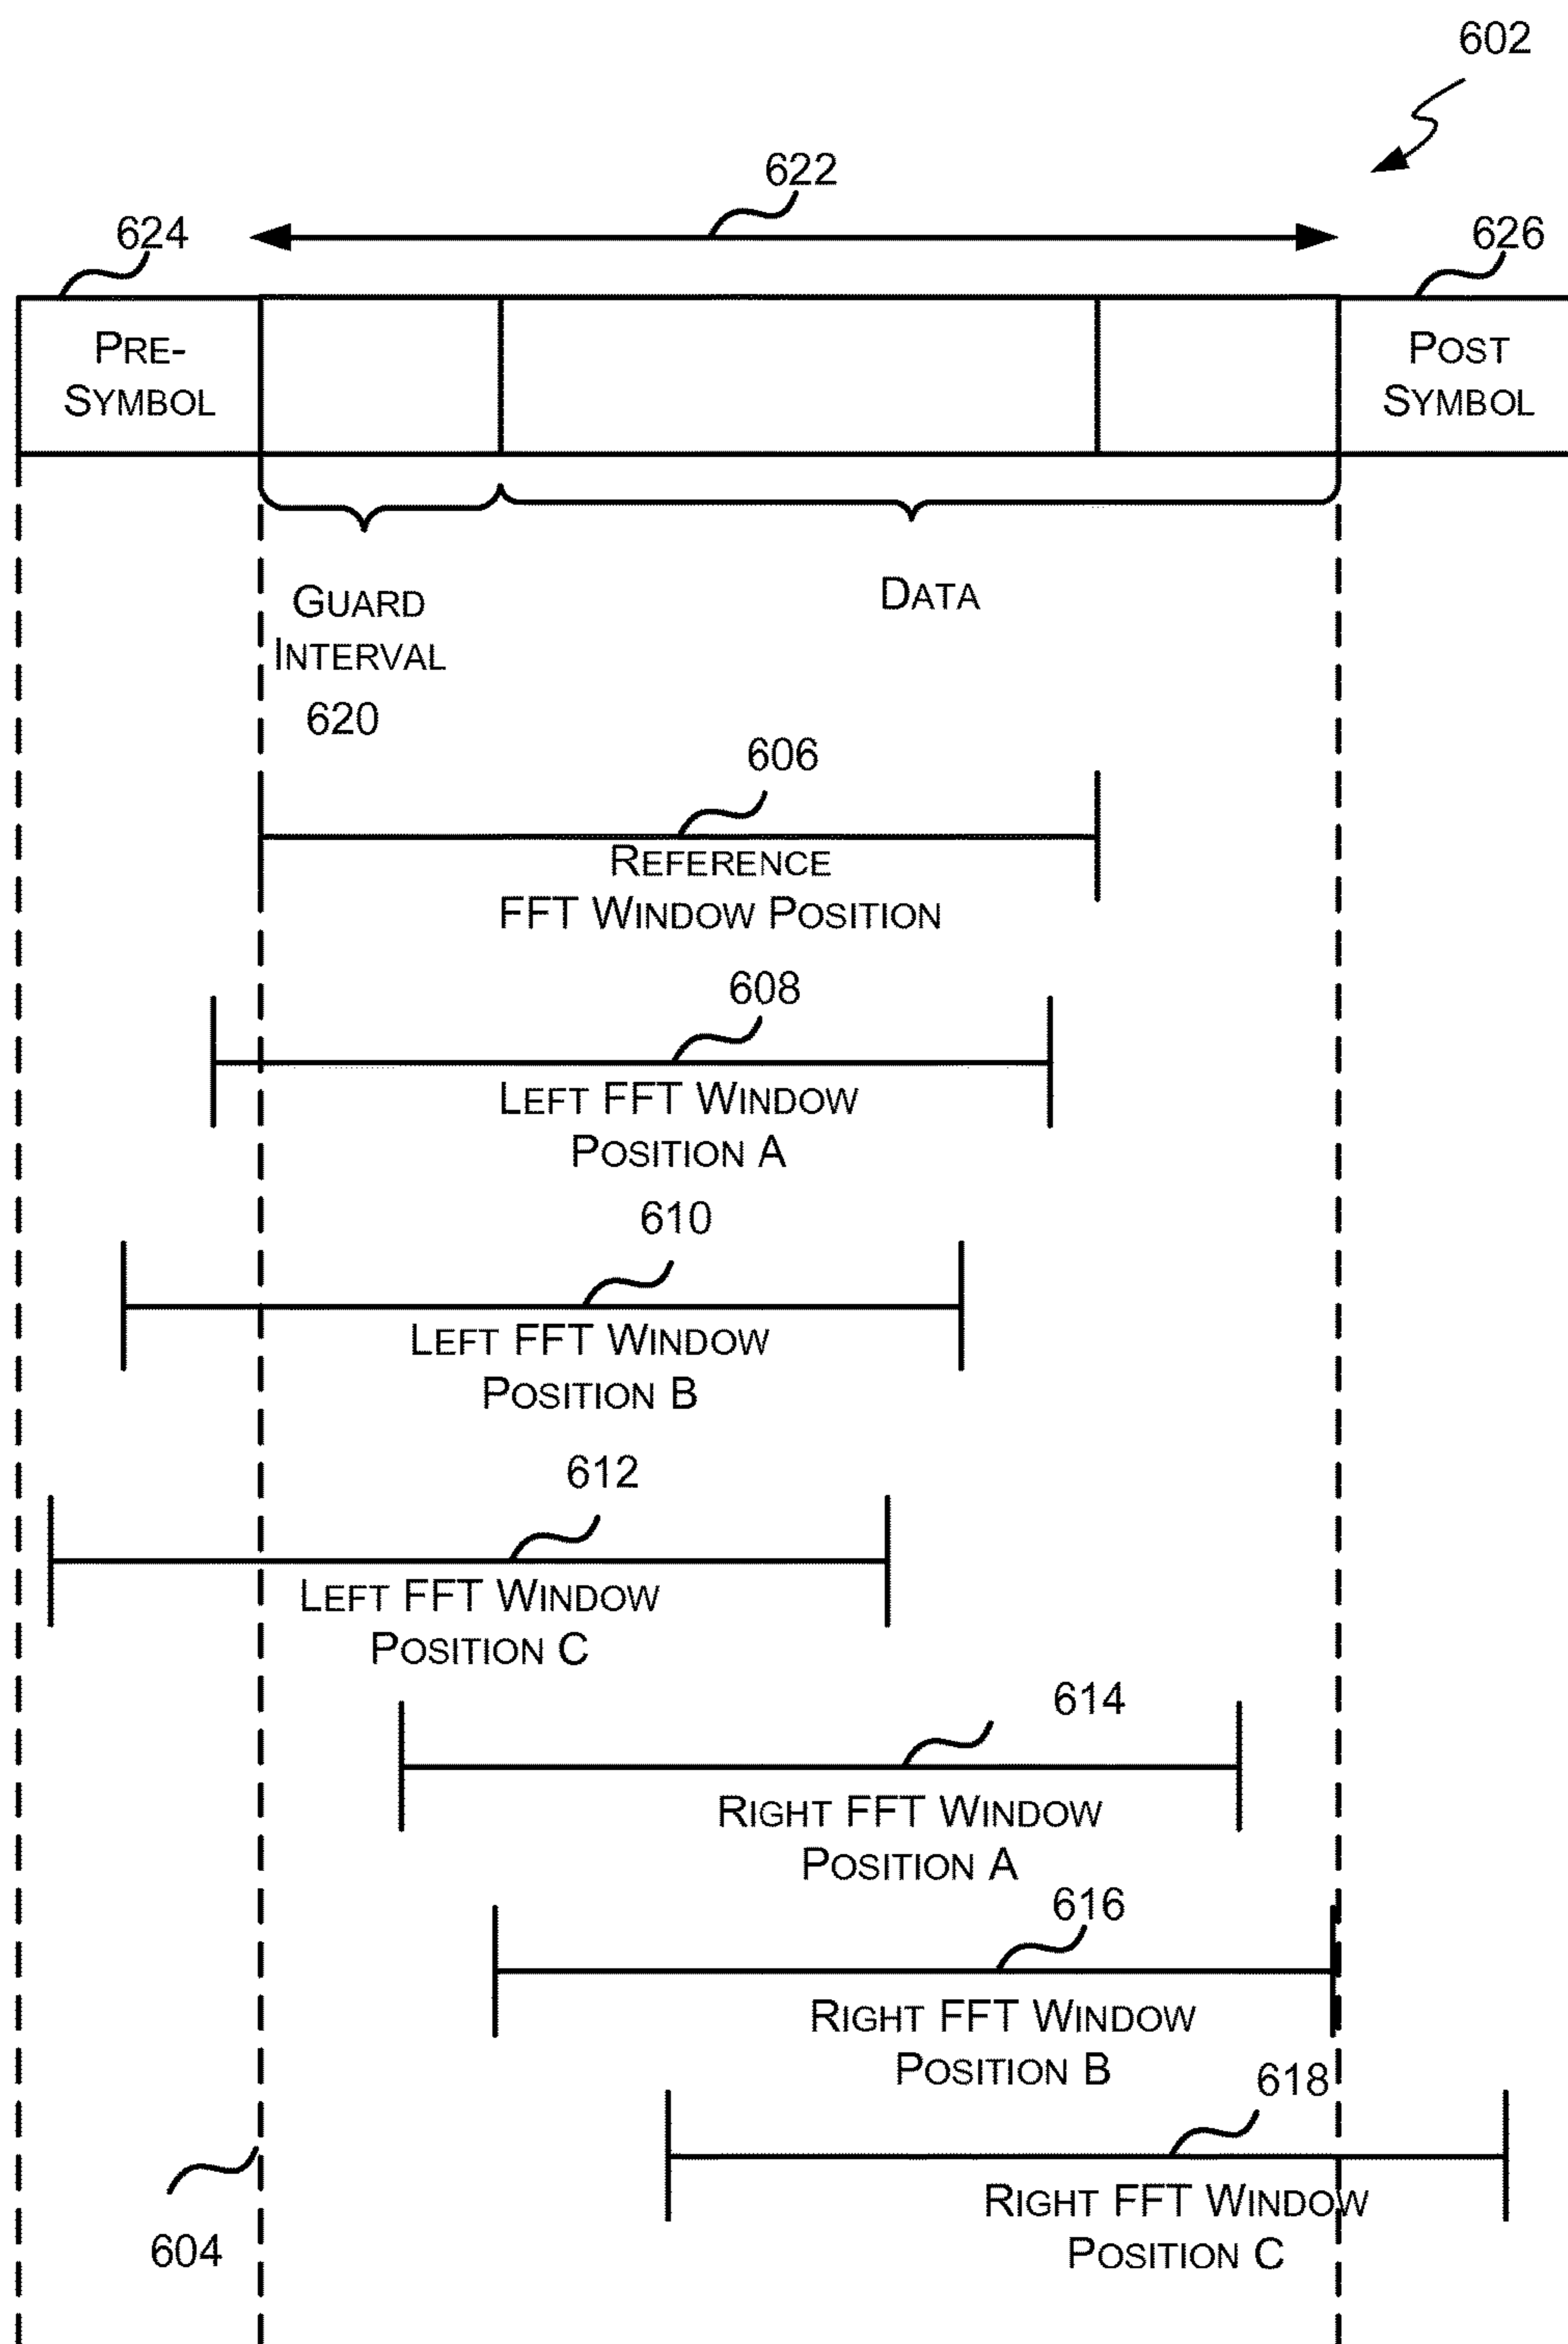 602
622
624
626
PRE-
SYMBOL
POST
SYMBOL
GUARD
INTERVAL
620
DATA
606
REFERENCE
FFT WINDOW POSITION
608
LEFT FFT WINDOW
POSITION A
610
LEFT FFT WINDOW
POSITION B
612
LEFT FFT WINDOW
POSITION C
614
RIGHT FFT WINDOW
POSITION A
616
RIGHT FFT WINDOW
POSITION B
618
RIGHT FFT WINDOW
POSITION C
604